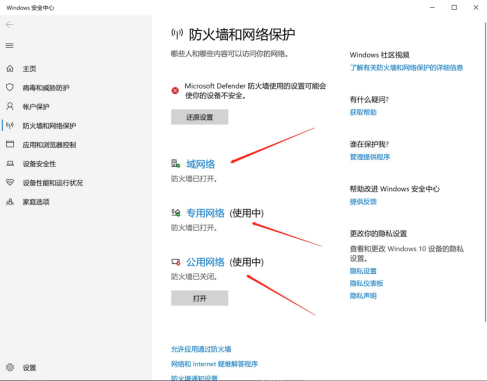 Windows 安全中心
主页
病毒和威胁防护
帐户保护
防火墙和网络保护
应用和浏览器控制
设备安全性
设备性能和运行状况
家庭选项
设置
防火墙和网络保护
哪些人和哪些内容可以访问你的网络。
Microsoft Defender 防火墙使用的设置可能会
使你的设备不安全。
还原设置
域网络
防火墙已打开。
专用网络 (使用中)
防火墙已打开。
公用网络 (使用中)
防火墙已关闭。
打开
允许应用通过防火墙
网络和 Internet 疑难解答程序
防火墙通知设置
Windows 社区视频
了解有关防火墙和网络保护的详细信息
有什么疑问?
获取帮助
谁在保护我?
管理提供程序
帮助改进 Windows 安全中心
提供反馈
更改你的隐私设置
查看和更改 Windows 10 设备的隐私
设置。
隐私设置
隐私仪表板
隐私声明